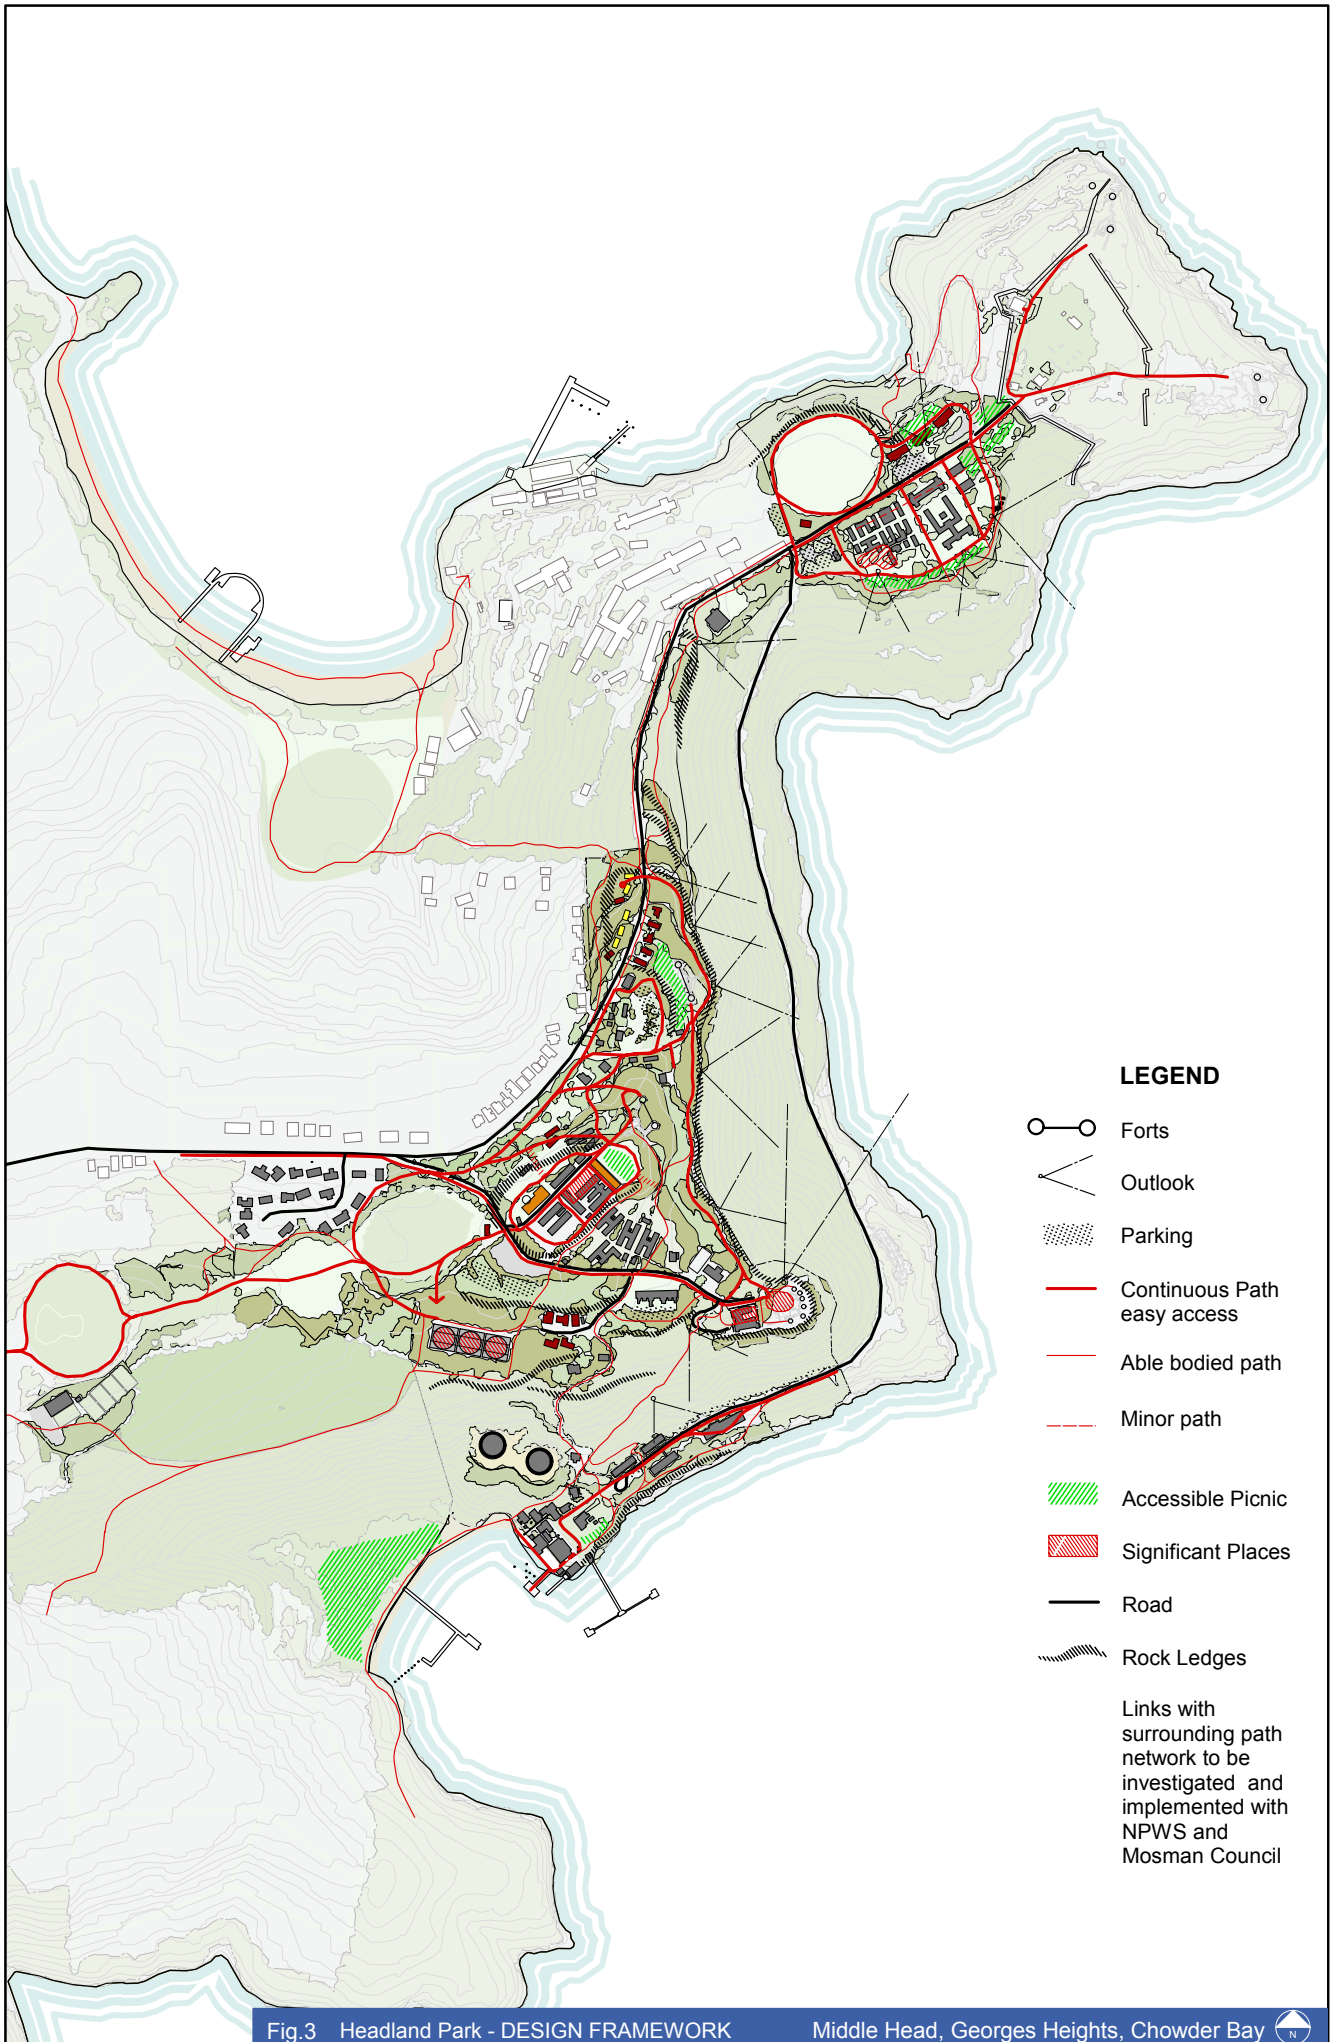 LEGEND
Forts
Outlook
Parking
Continuous Path
easy access
Able bodied path
Minor path
Accessible Picnic
Significant Places
Road
Rock Ledges
Links with
surrounding path
network to be
investigated and
implemented with
NPWS and
Mosman Council
Fig.3 Headland Park - DESIGN FRAMEWORK Middle Head, Georges Heights, Chowder Bay
N